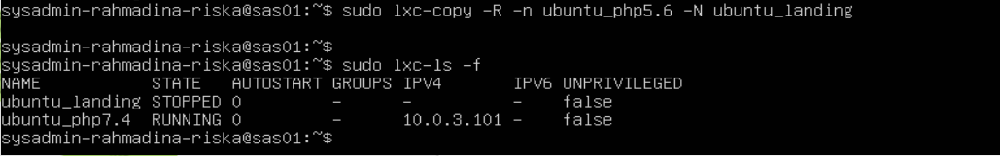 sysadmin-rahmadina-riska@sas01:~$ sudo lxc-copy -R -n ubuntu_php5.6 -N ubuntu_landing
sysadmin-rahmadina-riska@sas01:~$
sysadmin-rahmadina-riska@sas01:~$ sudo lxc-ls -f
NAME           STATE   AUTOSTART GROUPS IPV4       IPV6 UNPRIVILEGED
ubuntu_landing STOPPED 0         -      -          -    false
ubuntu_php7.4  RUNNING 0         -      10.0.3.101 -    false
sysadmin-rahmadina-riska@sas01:~$